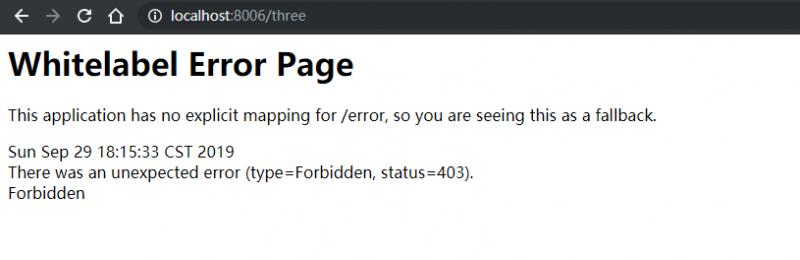 localhost:8006/three
Whitelabel Error Page
This application has no explicit mapping for /error, so you are seeing this as a fallback.
Sun Sep 29 18:15:33 CST 2019
There was an unexpected error (type=Forbidden, status=403).
Forbidden